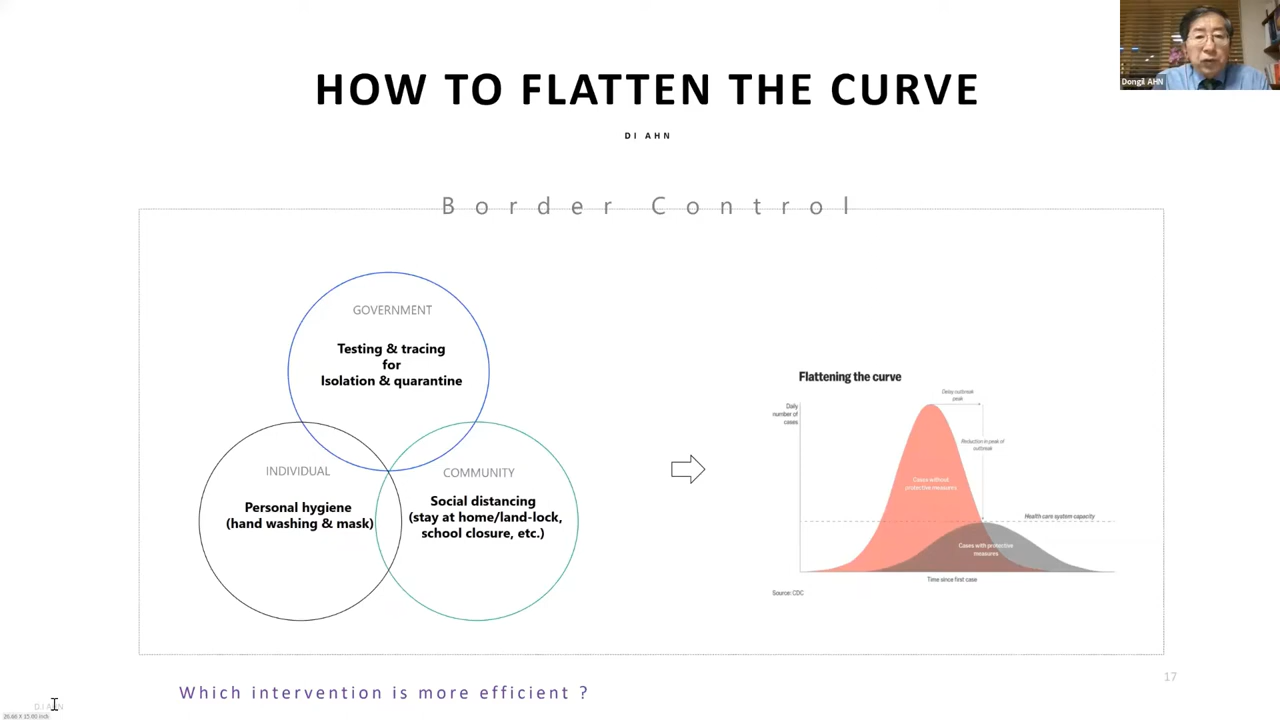 Dongil AHN
HOW TO FLATTEN THE CURVE
DI AHN
Border Control
GOVERNMENT
Testing & tracing
for
Isolation & quarantine
INDIVIDUAL
Personal hygiene
(hand washing & mask)
COMMUNITY
Social distancing
(stay at home/land-lock,
school closure, etc.)
Flattening the curve
Daily
number of
cases
Delay outbreak
peak
Reduction in peak of
outbreak
Cases without
protective measures
Health care system capacity
Cases with protective
measures
Time since first case
Source: CDC
Which intervention is more efficient ?
17